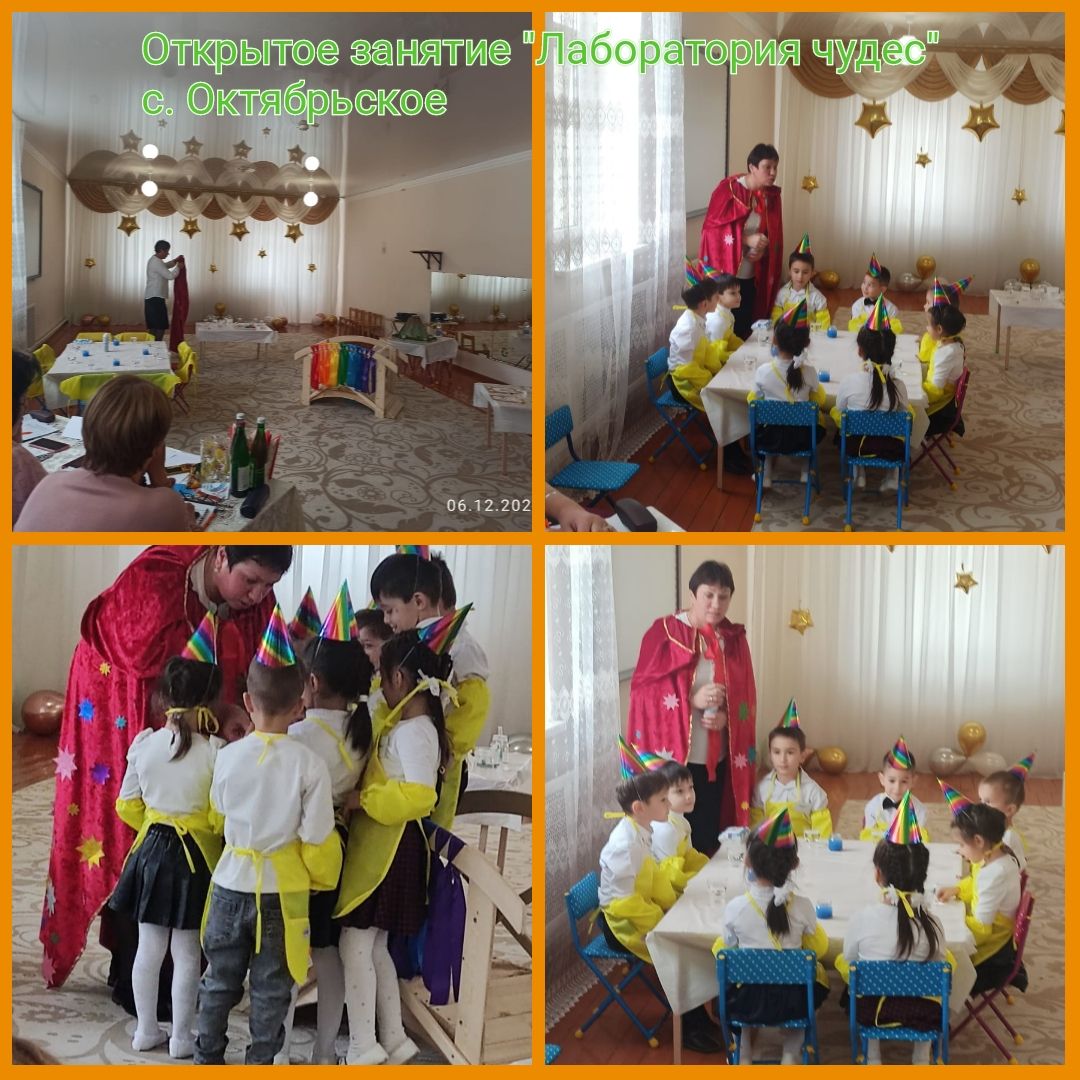 Открытое занятие "Лаборатория чудес"
с. Октябрьское
06.12.202